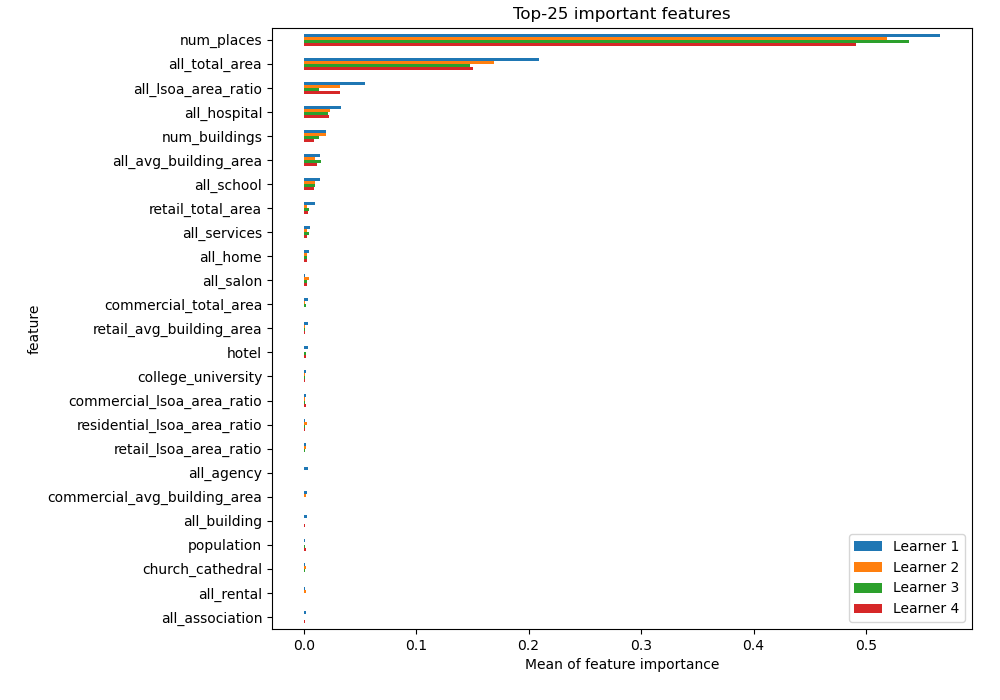 Top-25 important features
num_places
all_total_area
all_lsoa_area_ratio
all_hospital
num_buildings
all_avg_building_area
all_school
retail_total_area
all_services
all_home
all_salon
commercial_total_area
retail_avg_building_area
hotel
college_university
commercial_lsoa_area_ratio
residential_lsoa_area_ratio
retail_lsoa_area_ratio
all_agency
commercial_avg_building_area
all_building
population
church_cathedral
all_rental
all_association
feature
Learner 1
Learner 2
Learner 3
Learner 4
0.0 0.1 0.2 0.3 0.4 0.5
Mean of feature importance